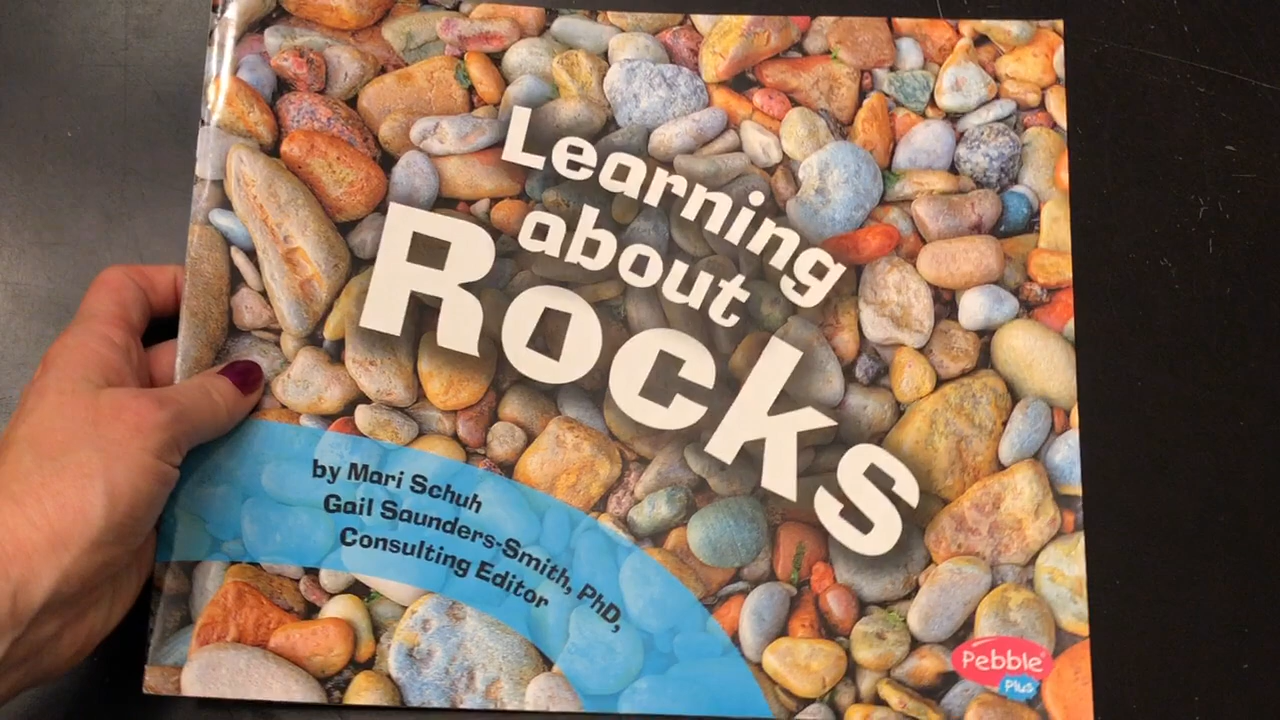 Learning
about
Rocks
by Mari Schuh
Gail Saunders-Smith, PhD,
Consulting Editor
Pebble
Plus